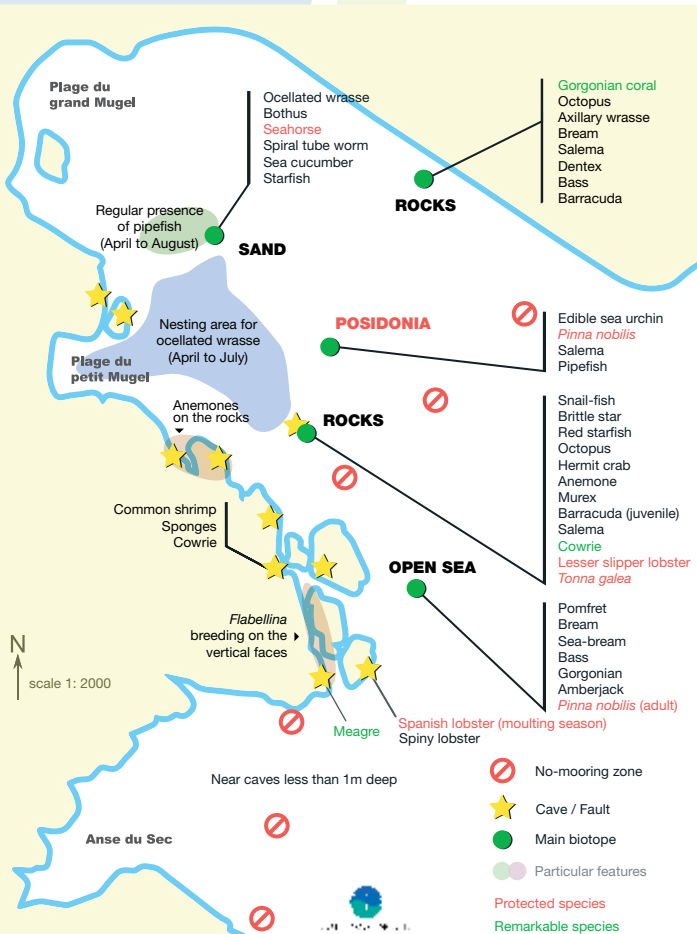 Plage du
grand Mugel
Ocellated wrasse
Bothus
Seahorse
Spiral tube worm
Sea cucumber
Starfish
Gorgonian coral
Octopus
Axillary wrasse
Bream
Salema
Dentex
Bass
Barracuda
ROCKS
Regular presence
of pipefish
(April to August)
SAND
Nesting area for
ocellated wrasse
(April to July)
Plage du
petit Mugel
POSIDONIA
Edible sea urchin
Pinna nobilis
Salema
Pipefish
Anemones
on the rocks
ROCKS
Snail-fish
Brittle star
Red starfish
Octopus
Hermit crab
Anemone
Murex
Barracuda (juvenile)
Salema
Cowrie
Lesser slipper lobster
Tonna galea
Common shrimp
Sponges
Cowrie
OPEN SEA
Pomfret
Bream
Sea-bream
Bass
Gorgonian
Amberjack
Pinna nobilis (adult)
Flabellina
breeding on the
vertical faces
N
scale 1: 2000
Meagre
Spanish lobster (moulting season)
Spiny lobster
Near caves less than 1m deep
Anse du Sec
No-mooring zone
Cave / Fault
Main biotope
Particular features
Protected species
Remarkable species